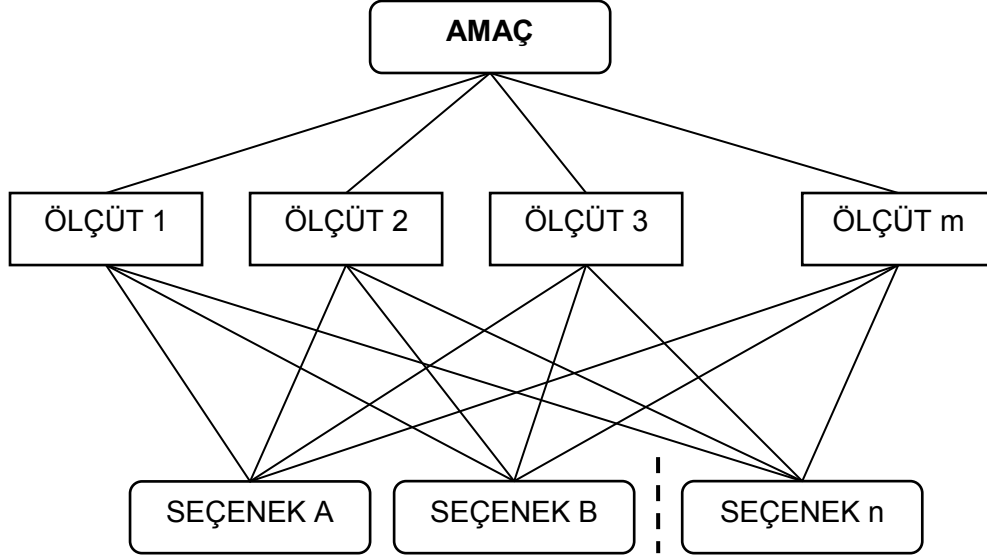 AMAÇ
ÖLÇÜT 1
ÖLÇÜT 2
ÖLÇÜT 3
ÖLÇÜT m
SEÇENEK A
SEÇENEK B
SEÇENEK n